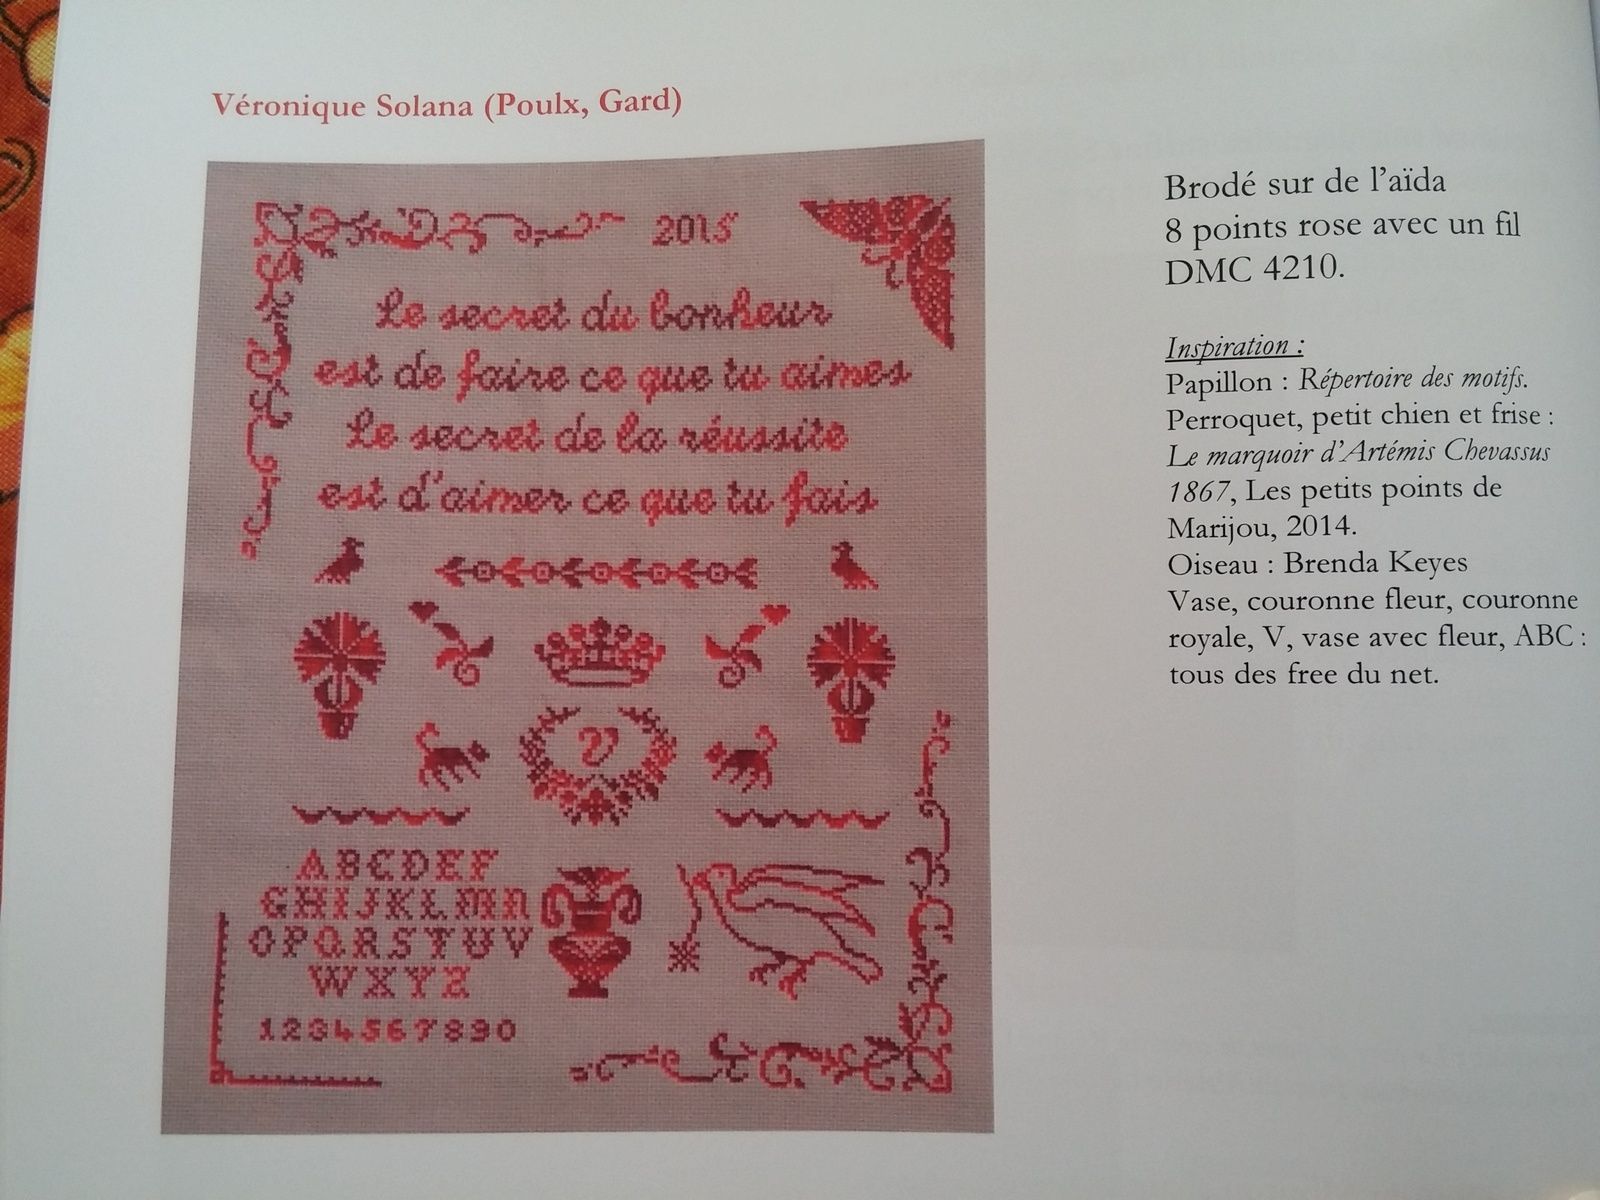 Véronique Solana (Poulx, Gard)
2015
Le secret du bonheur
est de faire ce que tu aimes
Le secret de la réussite
est d'aimer ce que tu fais
V
ABCDEF
GHIJKLMN
OPQRSTUV
WXYZ
1234567890
Brodé sur de l'aïda
8 points rose avec un fil
DMC 4210.
Inspiration :
Papillon : Répertoire des motifs.
Perroquet, petit chien et frise :
Le marquoir d'Artémis Chevassus
1867, Les petits points de
Marijou, 2014.
Oiseau : Brenda Keyes
Vase, couronne fleur, couronne
royale, V, vase avec fleur, ABC :
tous des free du net.